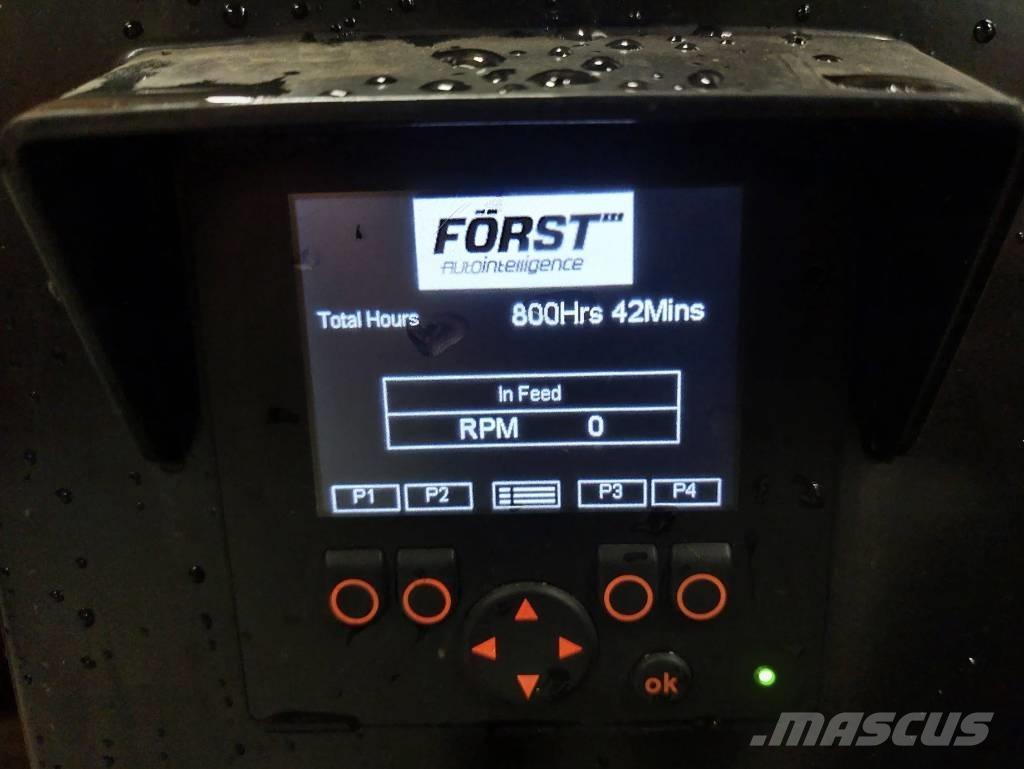 FÖRST
AUtointelligence
Total Hours 800Hrs 42Mins
In Feed
RPM 0
P1 P2 P3 P4
ok
.MASCUS